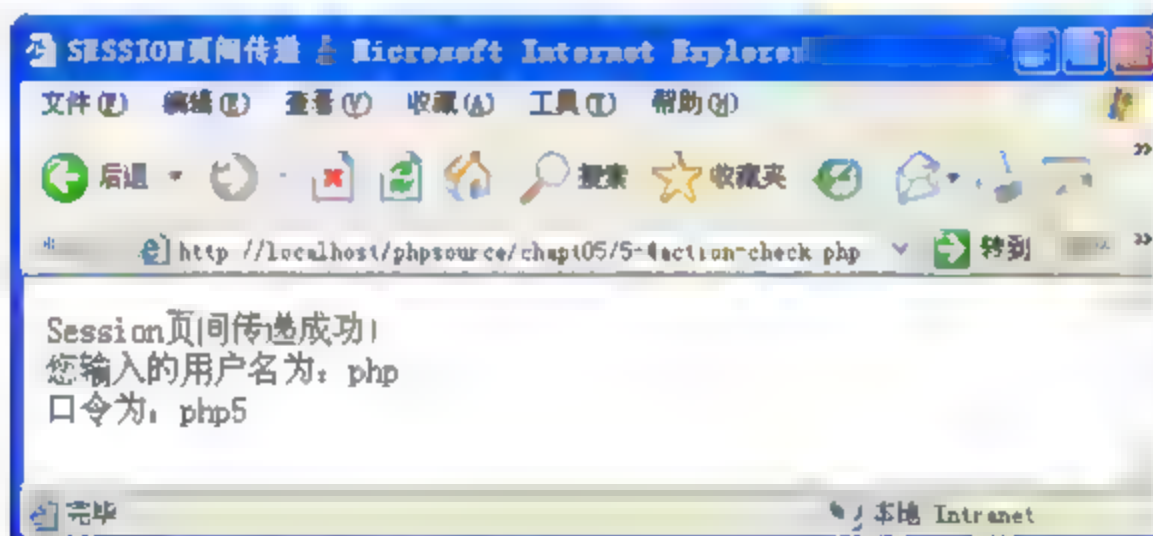 SESSION页间传递 - Microsoft Internet Explorer
文件(F) 编辑(E) 查看(V) 收藏(A) 工具(T) 帮助(H)
后退 搜索 收藏夹
http://localhost/phpsource/chapt05/5-4action-check.php 转到
Session页间传递成功!
您输入的用户名为: php
口令为: php5
完毕 本地 Intranet